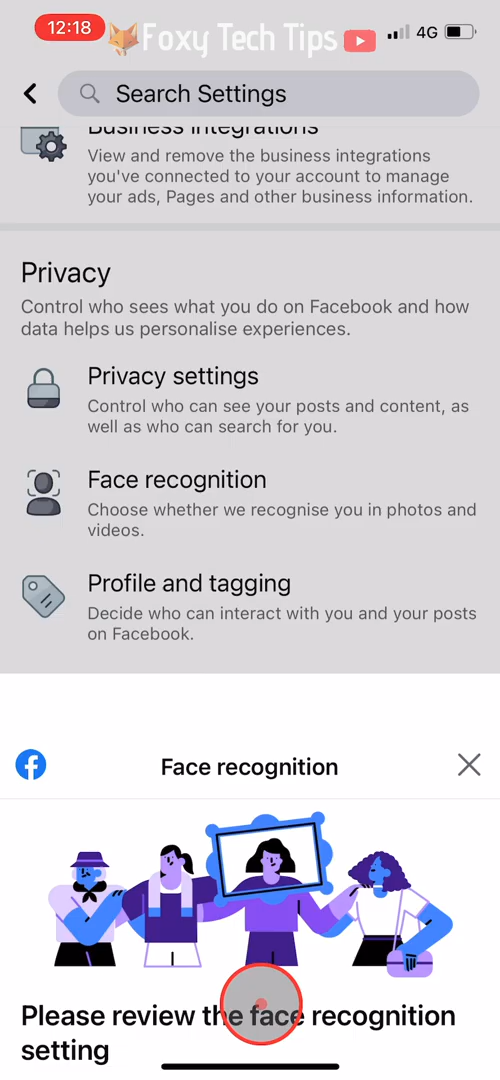 12:18
Foxy Tech Tips
4G
Search Settings
Business integrations
View and remove the business integrations
you've connected to your account to manage
your ads, Pages and other business information.
Privacy
Control who sees what you do on Facebook and how
data helps us personalise experiences.
Privacy settings
Control who can see your posts and content, as
well as who can search for you.
Face recognition
Choose whether we recognise you in photos and
videos.
Profile and tagging
Decide who can interact with you and your posts
on Facebook.
Face recognition
Please review the face recognition
setting